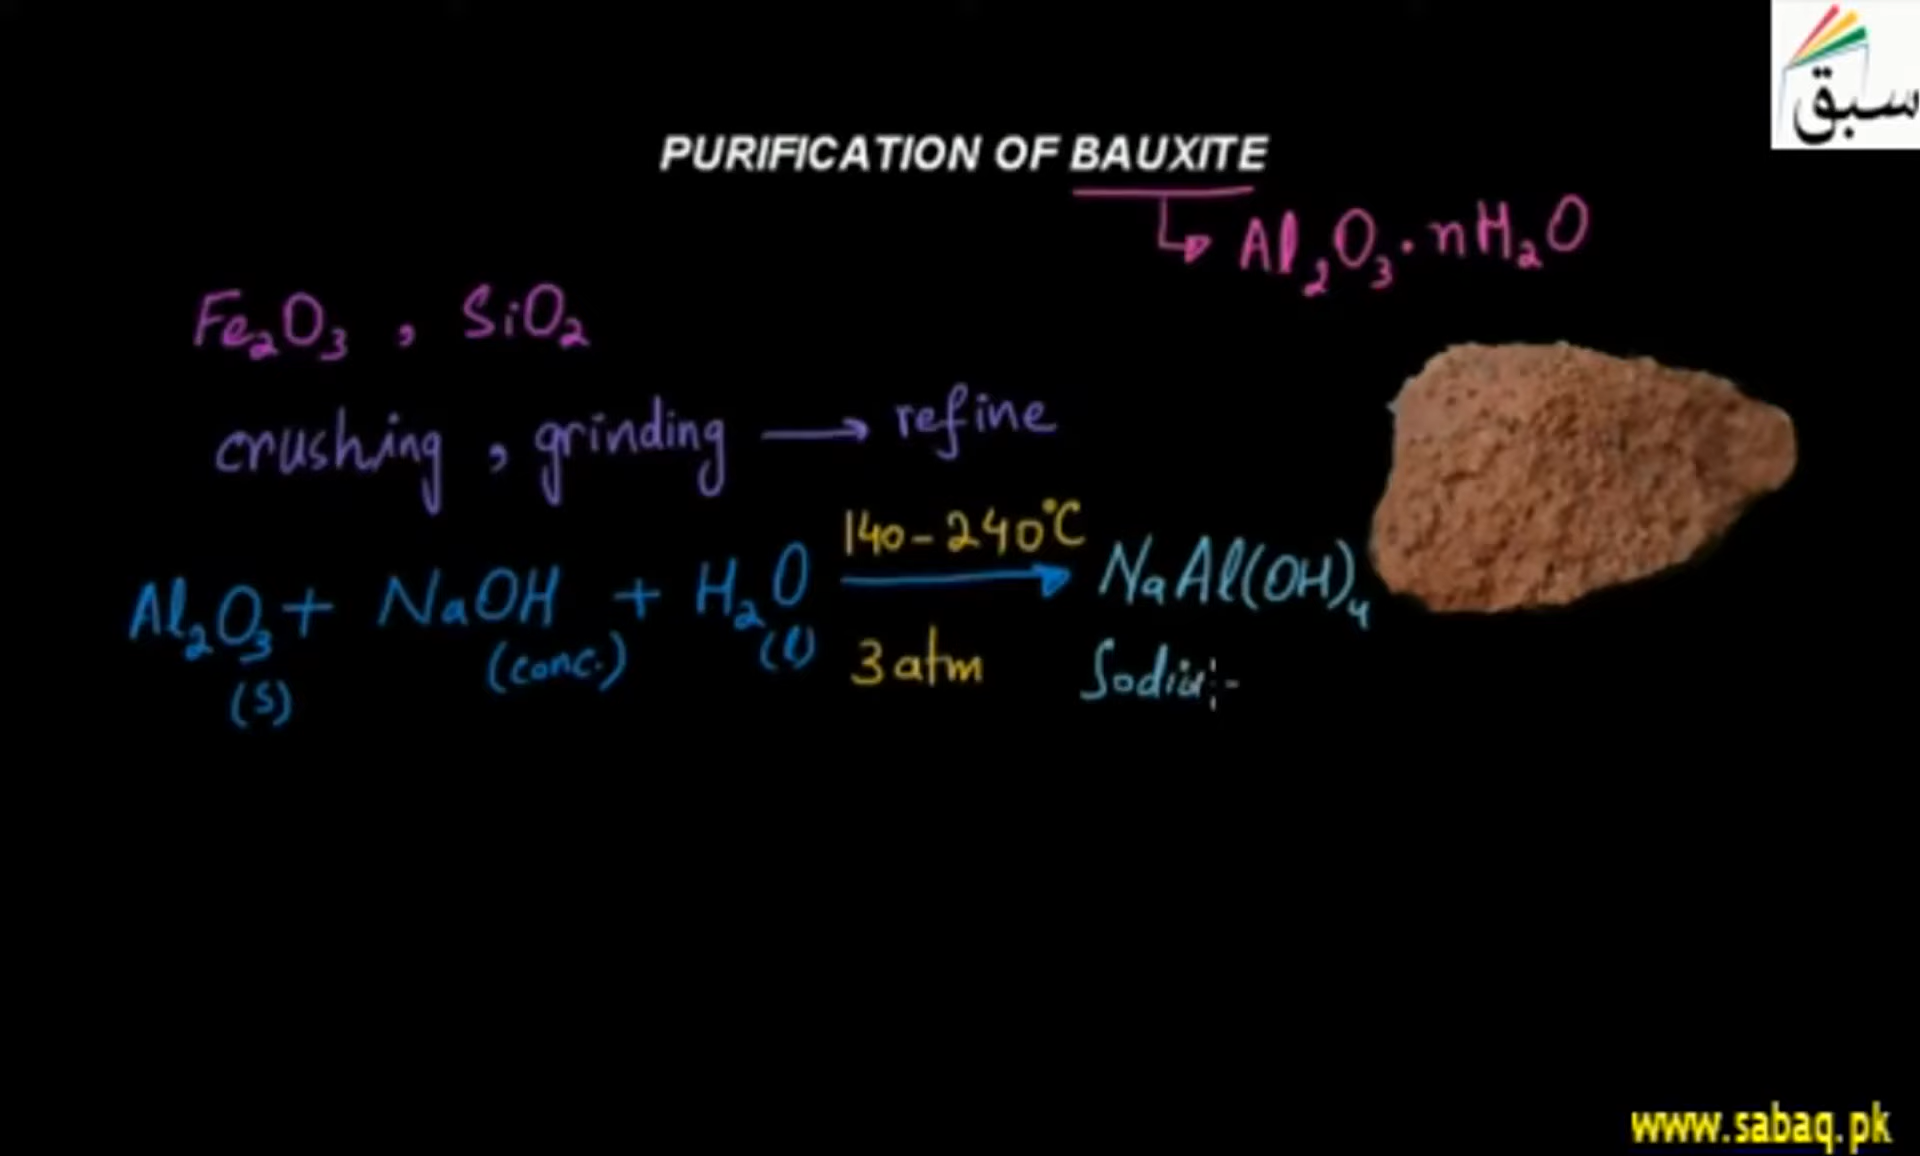 سبق
PURIFICATION OF BAUXITE
Al₂O₃·nH₂O
Fe₂O₃ , SiO₂
crushing , grinding → refine
140-240°C
Al₂O₃ + NaOH + H₂O → NaAl(OH)₄
(s) (conc.) (l) 3 atm
www.sabaq.pk